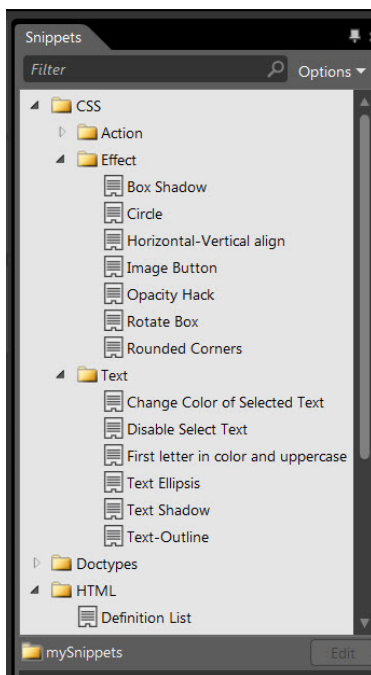 Snippets
Filter
Options
CSS
Action
Effect
Box Shadow
Circle
Horizontal-Vertical align
Image Button
Opacity Hack
Rotate Box
Rounded Corners
Text
Change Color of Selected Text
Disable Select Text
First letter in color and uppercase
Text Ellipsis
Text Shadow
Text-Outline
Doctypes
HTML
Definition List
mySnippets
Edit